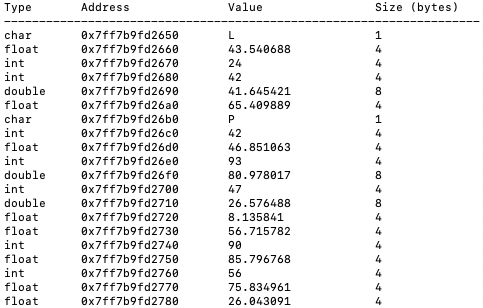 Type Address Value Size (bytes)
char 0x7ff7b9fd2650 L 1
float 0x7ff7b9fd2660 43.540688 4
int 0x7ff7b9fd2670 24 4
int 0x7ff7b9fd2680 42 4
double 0x7ff7b9fd2690 41.645421 8
float 0x7ff7b9fd26a0 65.409889 4
char 0x7ff7b9fd26b0 P 1
int 0x7ff7b9fd26c0 42 4
float 0x7ff7b9fd26d0 46.851063 4
int 0x7ff7b9fd26e0 93 4
double 0x7ff7b9fd26f0 80.978017 8
int 0x7ff7b9fd2700 47 4
double 0x7ff7b9fd2710 26.576488 8
float 0x7ff7b9fd2720 8.135841 4
float 0x7ff7b9fd2730 56.715782 4
int 0x7ff7b9fd2740 90 4
float 0x7ff7b9fd2750 85.796768 4
int 0x7ff7b9fd2760 56 4
float 0x7ff7b9fd2770 75.834961 4
float 0x7ff7b9fd2780 26.043091 4